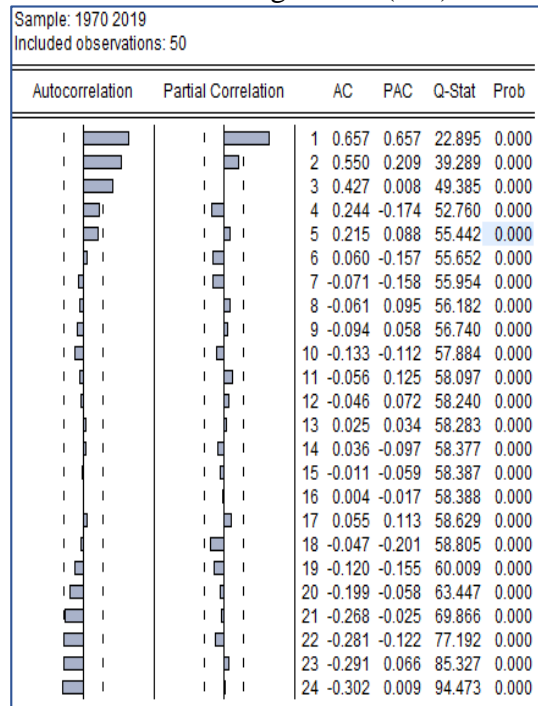 Sample: 1970 2019
Included observations: 50
Autocorrelation Partial Correlation AC PAC Q-Stat Prob
1 0.657 0.657 22.895 0.000
2 0.550 0.209 39.289 0.000
3 0.427 0.008 49.385 0.000
4 0.244 -0.174 52.760 0.000
5 0.215 0.088 55.442 0.000
6 0.060 -0.157 55.652 0.000
7 -0.071 -0.158 55.954 0.000
8 -0.061 0.095 56.182 0.000
9 -0.094 0.058 56.740 0.000
10 -0.133 -0.112 57.884 0.000
11 -0.056 0.125 58.097 0.000
12 -0.046 0.072 58.240 0.000
13 0.025 0.034 58.283 0.000
14 0.036 -0.097 58.377 0.000
15 -0.011 -0.059 58.387 0.000
16 0.004 -0.017 58.388 0.000
17 0.055 0.113 58.629 0.000
18 -0.047 -0.201 58.805 0.000
19 -0.120 -0.155 60.009 0.000
20 -0.199 -0.058 63.447 0.000
21 -0.268 -0.025 69.866 0.000
22 -0.281 -0.122 77.192 0.000
23 -0.291 0.066 85.327 0.000
24 -0.302 0.009 94.473 0.000